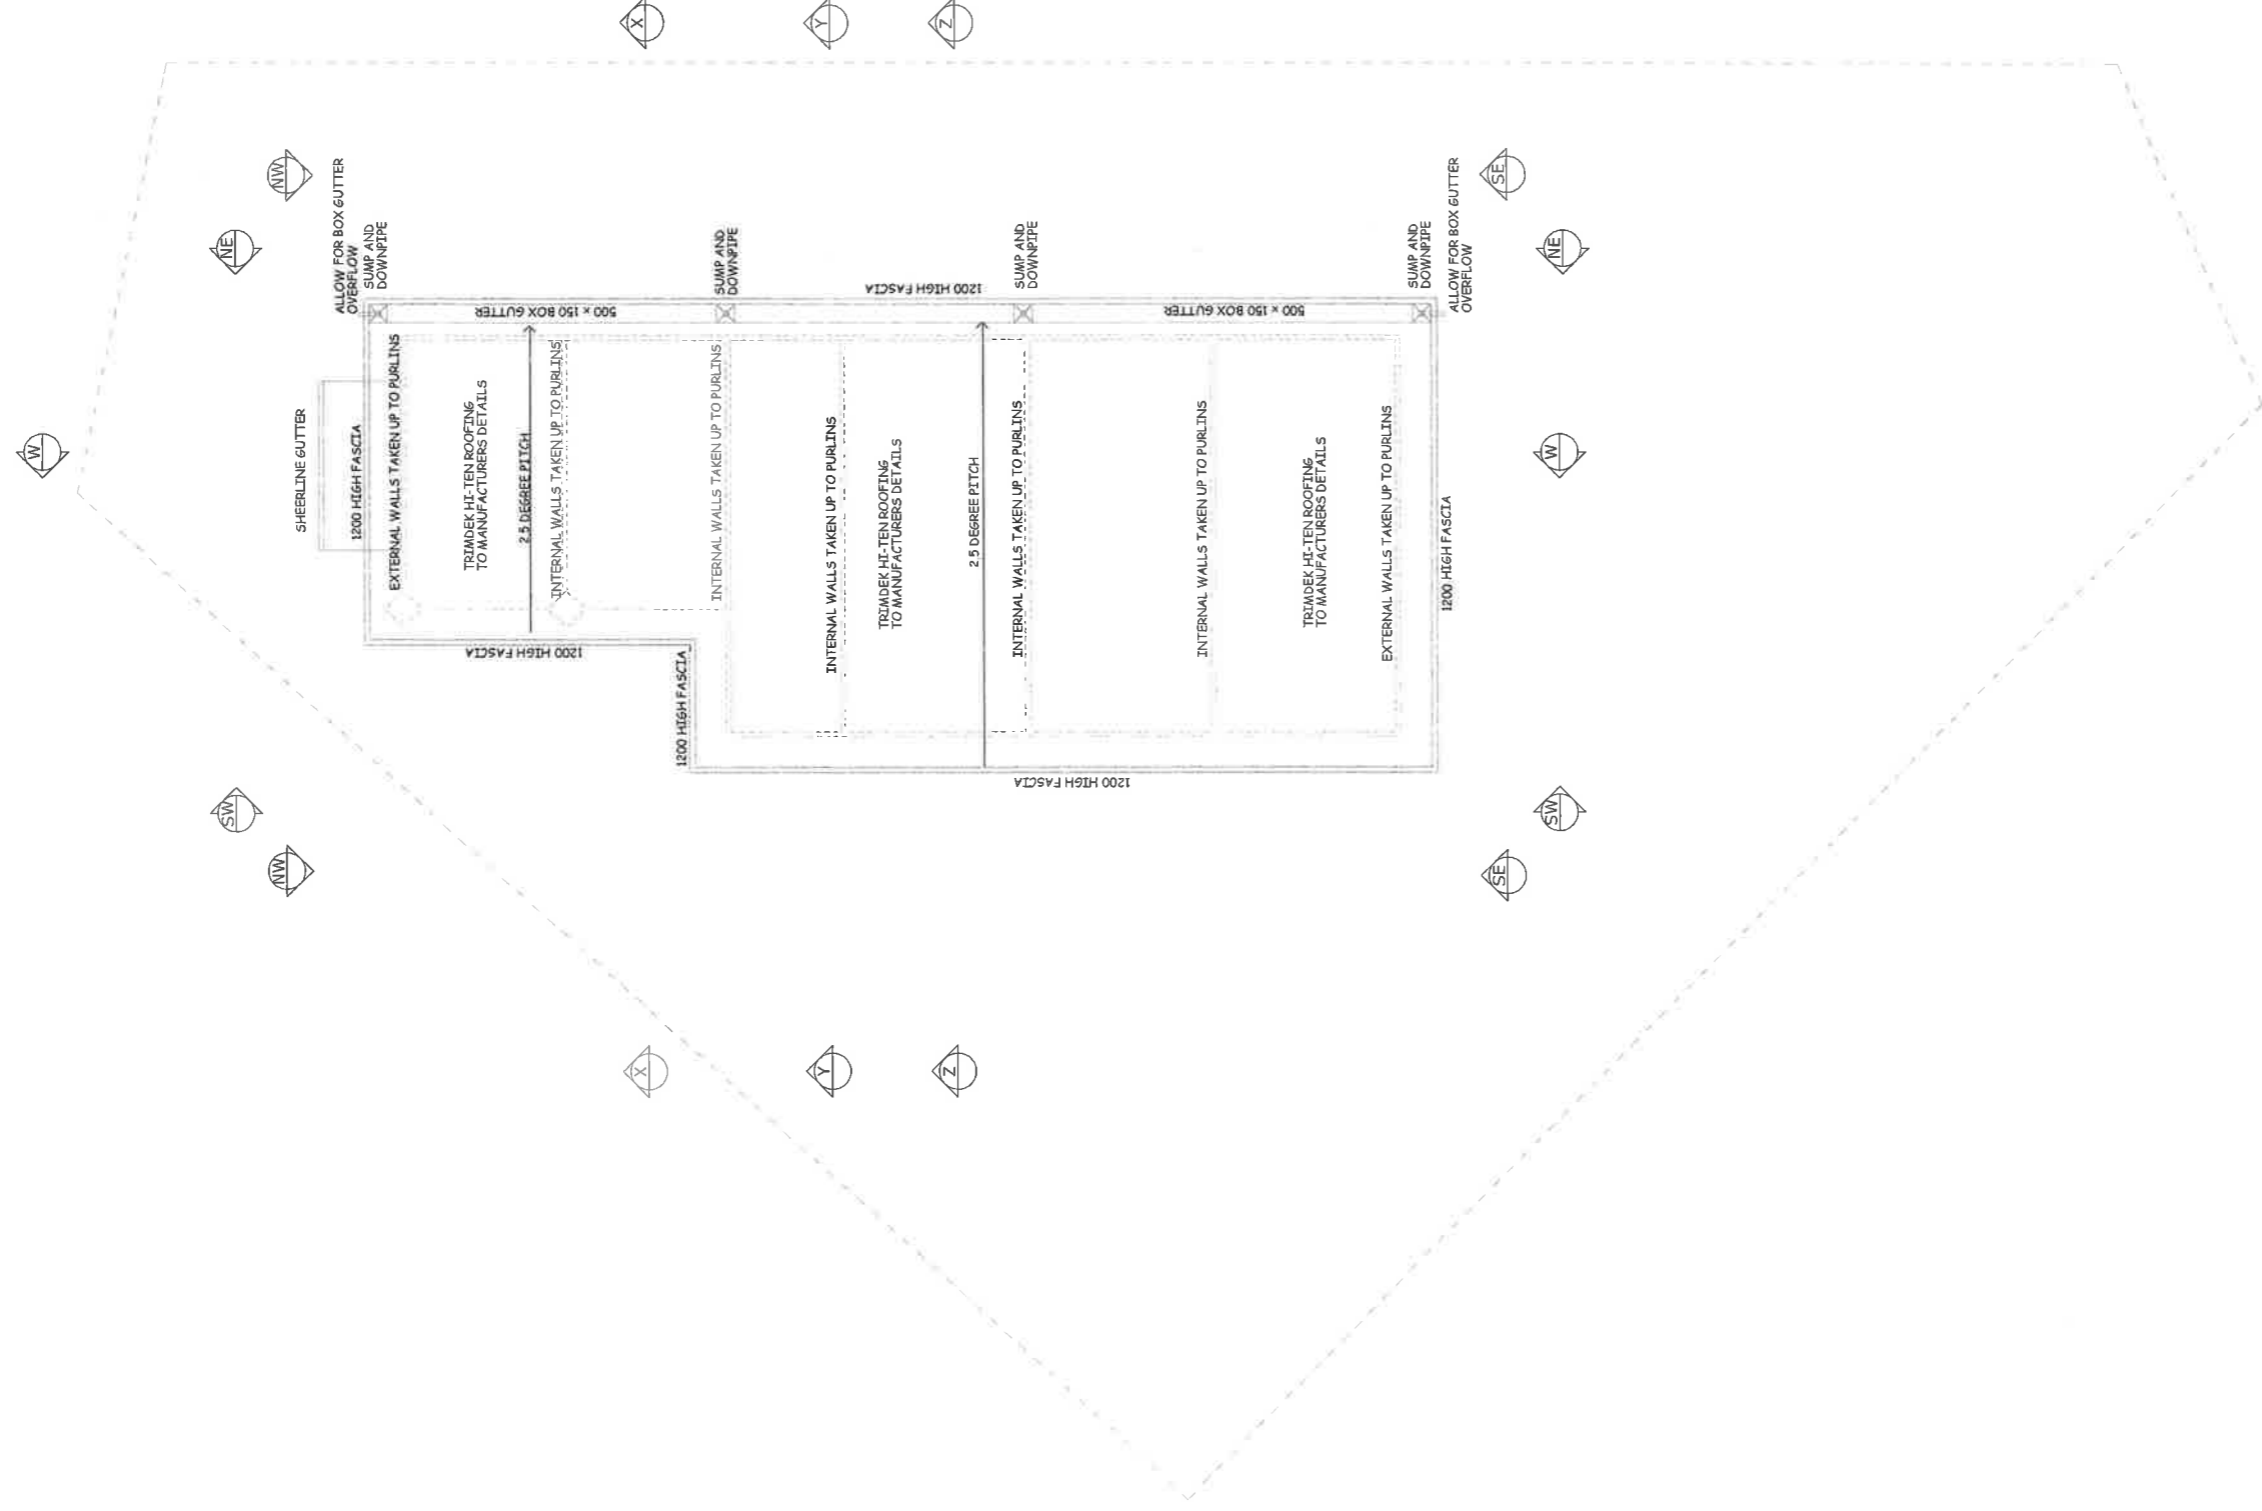 X
Y
Z
NW
NE
W
SW
NW
ALLOW FOR BOX GUTTER
OVERFLOW
SUMP AND
DOWNPIPE
SUMP AND
DOWNPIPE
SUMP AND
DOWNPIPE
SUMP AND
DOWNPIPE
ALLOW FOR BOX GUTTER
OVERFLOW
SE
NE
W
SW
SE
1200 HIGH FASCIA
500 x 150 BOX GUTTER
500 x 150 BOX GUTTER
SHEERLINE GUTTER
1200 HIGH FASCIA
EXTERNAL WALLS TAKEN UP TO PURLINS
TRIMDEK HI-TEN ROOFING
TO MANUFACTURERS DETAILS
2.5 DEGREE PITCH
INTERNAL WALLS TAKEN UP TO PURLINS
INTERNAL WALLS TAKEN UP TO PURLINS
INTERNAL WALLS TAKEN UP TO PURLINS
TRIMDEK HI-TEN ROOFING
TO MANUFACTURERS DETAILS
2.5 DEGREE PITCH
INTERNAL WALLS TAKEN UP TO PURLINS
INTERNAL WALLS TAKEN UP TO PURLINS
TRIMDEK HI-TEN ROOFING
TO MANUFACTURERS DETAILS
EXTERNAL WALLS TAKEN UP TO PURLINS
1200 HIGH FASCIA
1200 HIGH FASCIA
1200 HIGH FASCIA
1200 HIGH FASCIA
X
Y
Z